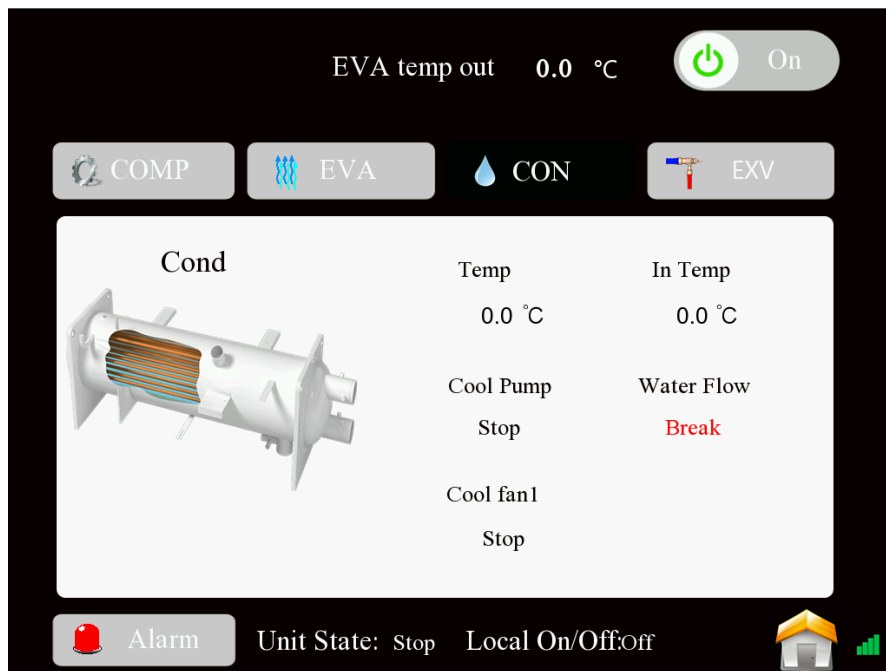 EVA temp out 0.0 °C On
COMP EVA CON EXV
Cond
Temp In Temp
0.0 °C 0.0 °C
Cool Pump Water Flow
Stop Break
Cool fan1
Stop
Alarm Unit State: Stop Local On/Off:Off